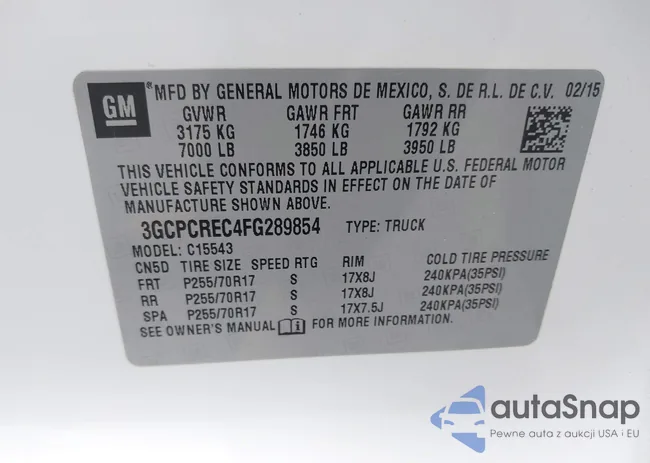 GM ® MFD BY GENERAL MOTORS DE MEXICO, S. DE R.L. DE C.V. 02/15
GVWR GAWR FRT GAWR RR
3175 KG 1746 KG 1792 KG
7000 LB 3850 LB 3950 LB
THIS VEHICLE CONFORMS TO ALL APPLICABLE U.S. FEDERAL MOTOR
VEHICLE SAFETY STANDARDS IN EFFECT ON THE DATE OF
MANUFACTURE SHOWN ABOVE.
3GCPCREC4FG289854 TYPE: TRUCK
MODEL: C15543
CN5D TIRE SIZE SPEED RTG RIM COLD TIRE PRESSURE
FRT P255/70R17 S 17X8J 240KPA(35PSI)
RR P255/70R17 S 17X8J 240KPA(35PSI)
SPA P255/70R17 S 17X7.5J 240KPA(35PSI)
SEE OWNER'S MANUAL FOR MORE INFORMATION.
autaSnap
Pewne auta z aukcji USA i EU